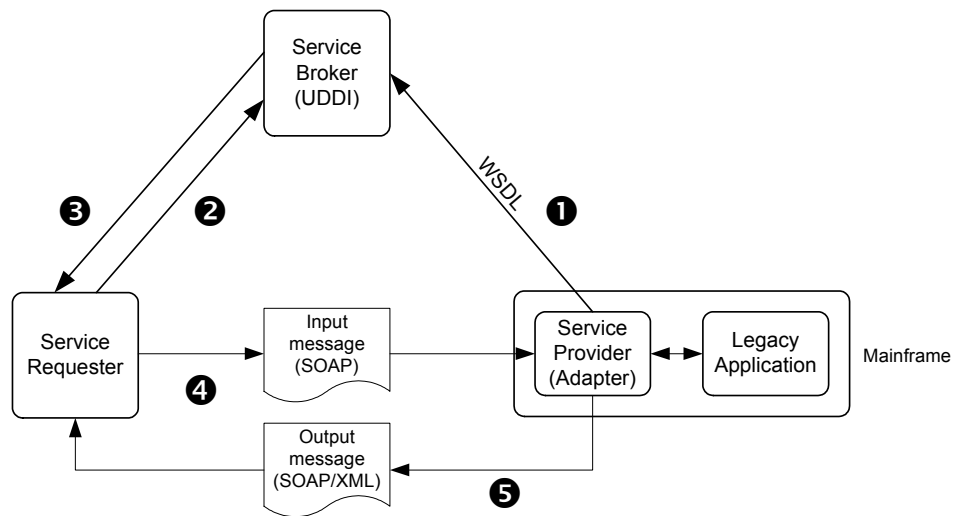 Service
Broker
(UDDI)
WSDL
❸
❷
❶
Service
Requester
Input
message
(SOAP)
Service
Provider
(Adapter)
Legacy
Application
Mainframe
❹
Output
message
(SOAP/XML)
❺